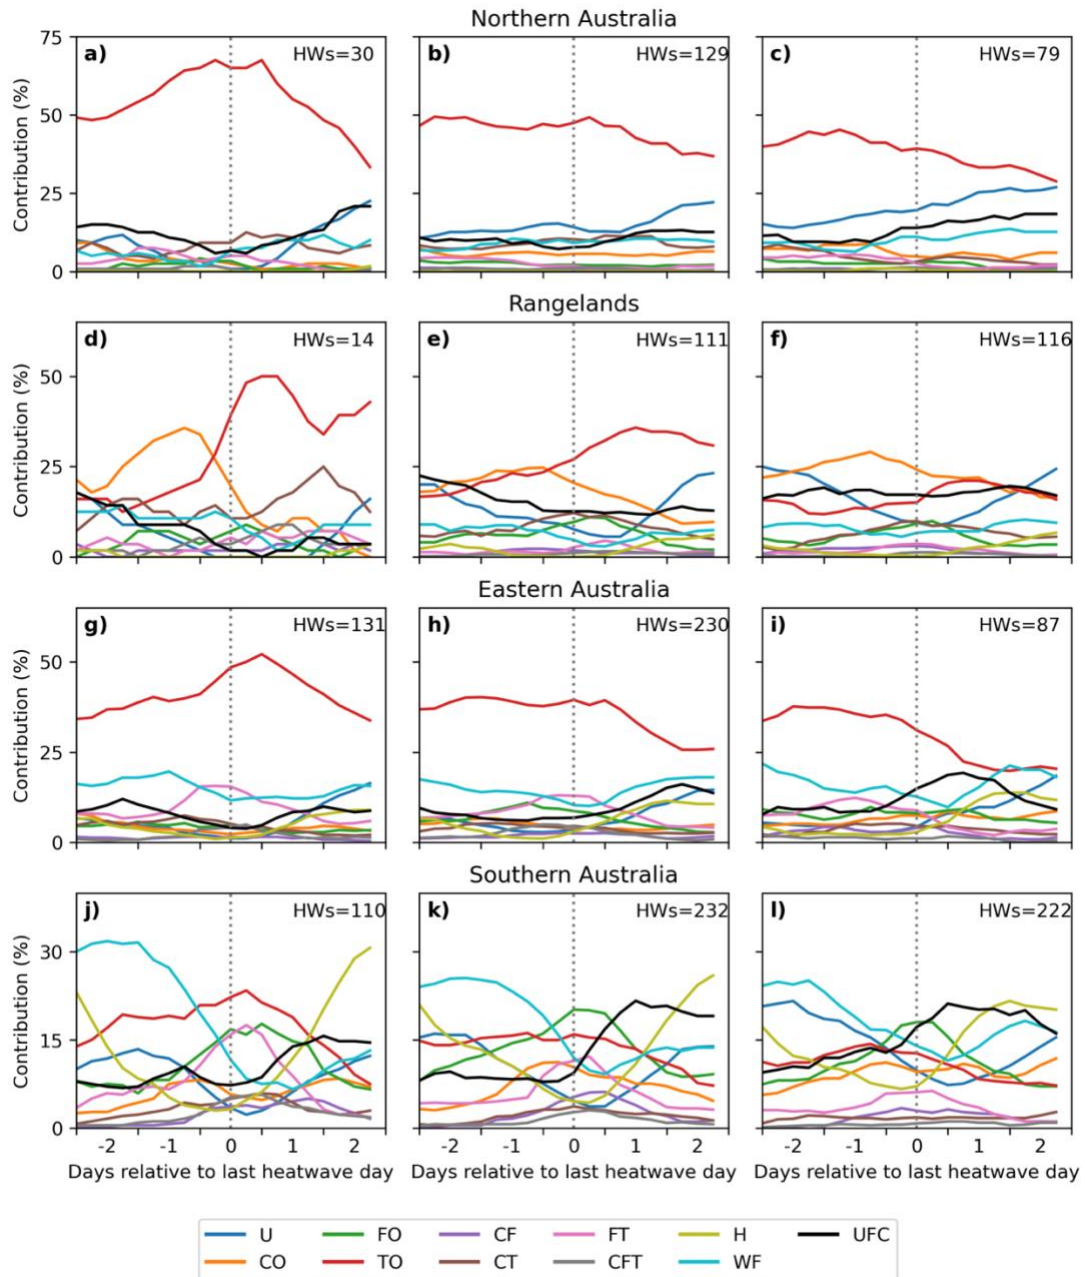 Northern Australia
a) HWs=30 b) HWs=129 c) HWs=79
75
50
25
0
Contribution (%)
Rangelands
d) HWs=14 e) HWs=111 f) HWs=116
50
25
0
Contribution (%)
Eastern Australia
g) HWs=131 h) HWs=230 i) HWs=87
50
25
0
Contribution (%)
Southern Australia
j) HWs=110 k) HWs=232 l) HWs=222
30
15
0
Contribution (%)
-2 -1 0 1 2 -2 -1 0 1 2 -2 -1 0 1 2
Days relative to last heatwave day Days relative to last heatwave day Days relative to last heatwave day
U FO CF FT H UFC
CO TO CT CFT WF